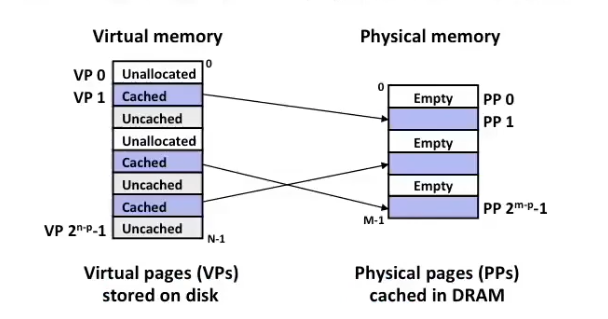 Virtual memory
Physical memory
0
VP 0 Unallocated
VP 1 Cached
Uncached
Unallocated
Cached
Uncached
Cached
VP 2ⁿ⁻ᵖ-1 Uncached
N-1
0
Empty PP 0
PP 1
Empty
Empty
PP 2ᵐ⁻ᵖ-1
M-1
Virtual pages (VPs)
stored on disk
Physical pages (PPs)
cached in DRAM